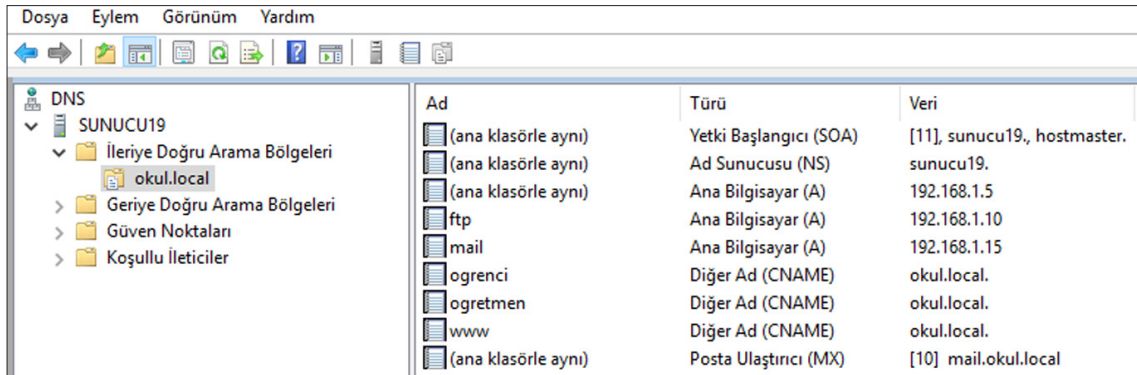 Dosya Eylem Görünüm Yardım
DNS
SUNUCU19
İleriye Doğru Arama Bölgeleri
okul.local
Geriye Doğru Arama Bölgeleri
Güven Noktaları
Koşullu İleticiler
Ad Türü Veri
(ana klasörle aynı) Yetki Başlangıcı (SOA) [11], sunucu19., hostmaster.
(ana klasörle aynı) Ad Sunucusu (NS) sunucu19.
(ana klasörle aynı) Ana Bilgisayar (A) 192.168.1.5
ftp Ana Bilgisayar (A) 192.168.1.10
mail Ana Bilgisayar (A) 192.168.1.15
ogrenci Diğer Ad (CNAME) okul.local.
ogretmen Diğer Ad (CNAME) okul.local.
www Diğer Ad (CNAME) okul.local.
(ana klasörle aynı) Posta Ulaştırıcı (MX) [10] mail.okul.local